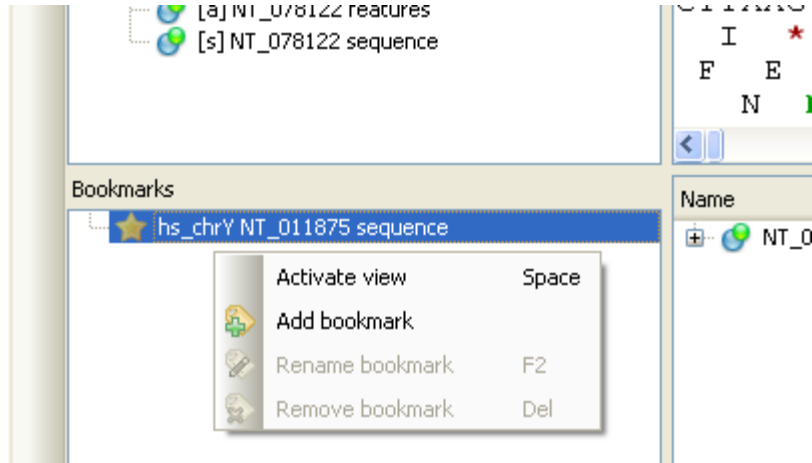 [a] NT_078122 features
[s] NT_078122 sequence
I *
F E
N
Bookmarks
hs_chrY NT_011875 sequence
Activate view Space
Add bookmark
Rename bookmark F2
Remove bookmark Del
Name
NT_0